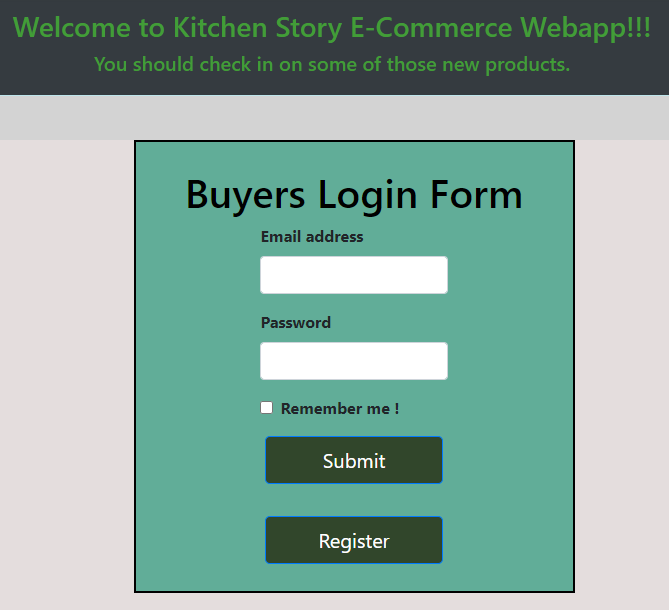 Welcome to Kitchen Story E-Commerce Webapp!!!
You should check in on some of those new products.
Buyers Login Form
Email address
Password
Remember me !
Submit
Register